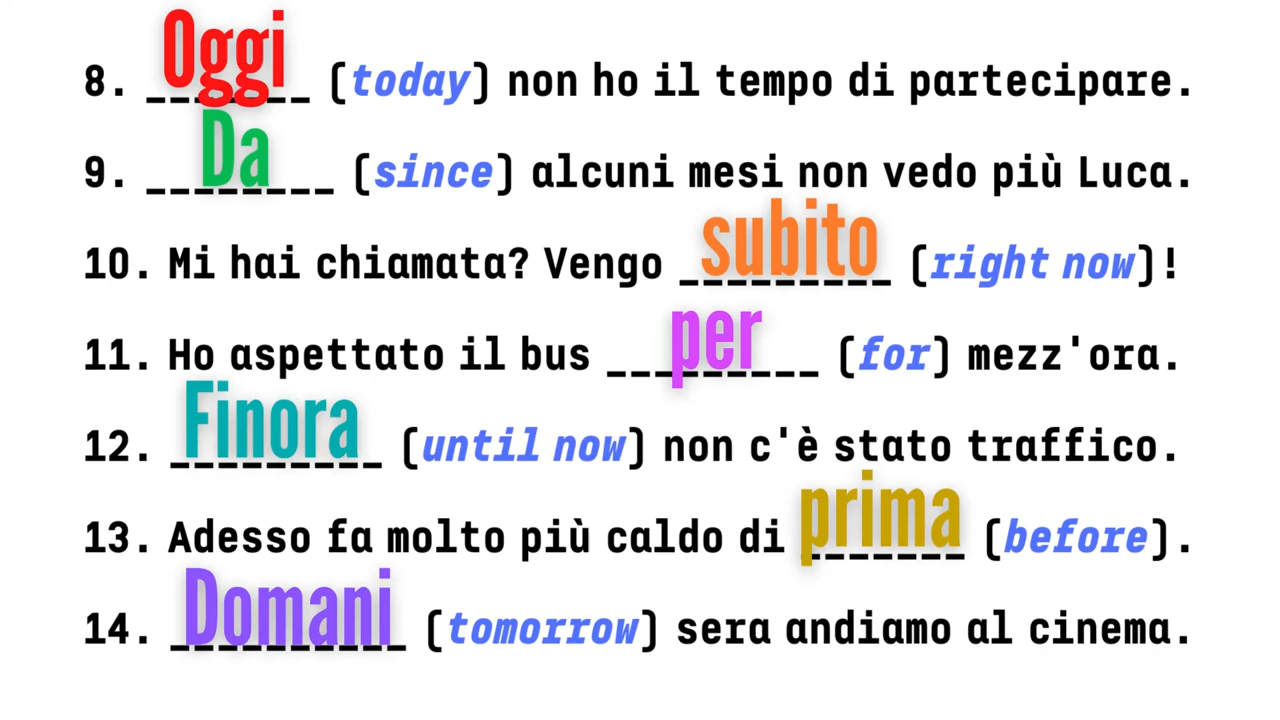 8. Oggi (today) non ho il tempo di partecipare.
9. Da (since) alcuni mesi non vedo più Luca.
10. Mi hai chiamata? Vengo subito (right now)!
11. Ho aspettato il bus per (for) mezz'ora.
12. Finora (until now) non c'è stato traffico.
13. Adesso fa molto più caldo di prima (before).
14. Domani (tomorrow) sera andiamo al cinema.